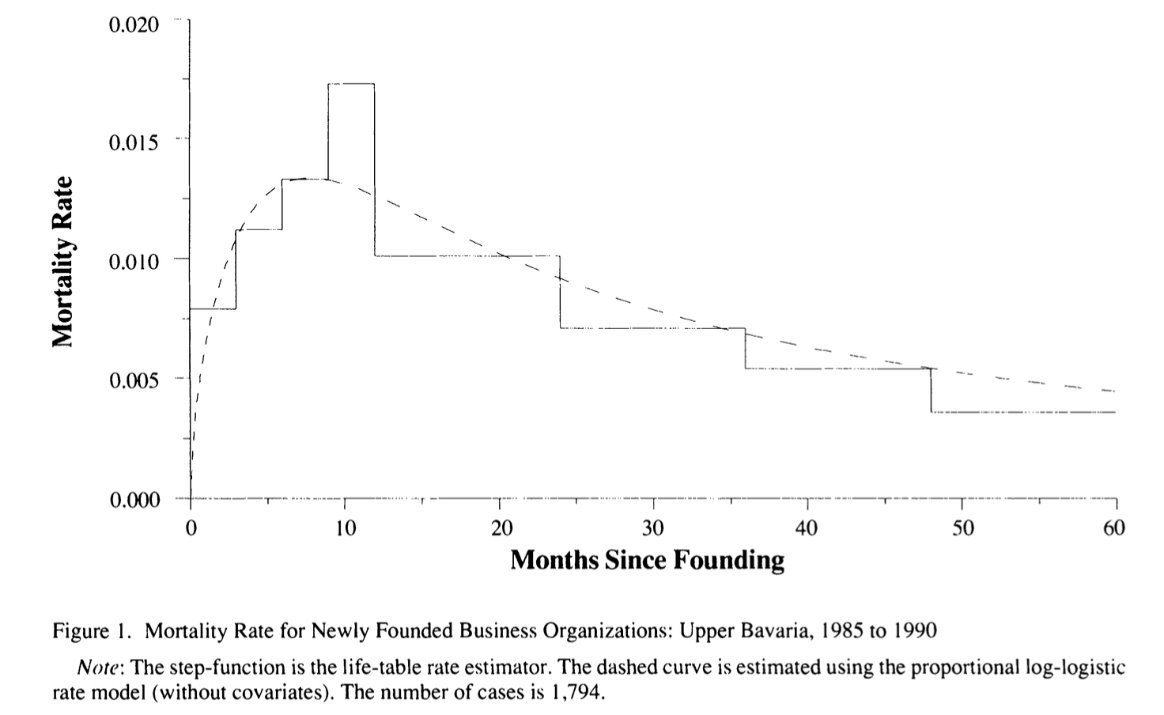 0.020
0.015
0.010
0.005
0.000
Mortality Rate
0 10 20 30 40 50 60
Months Since Founding
Figure 1. Mortality Rate for Newly Founded Business Organizations: Upper Bavaria, 1985 to 1990
Note: The step-function is the life-table rate estimator. The dashed curve is estimated using the proportional log-logistic
rate model (without covariates). The number of cases is 1,794.